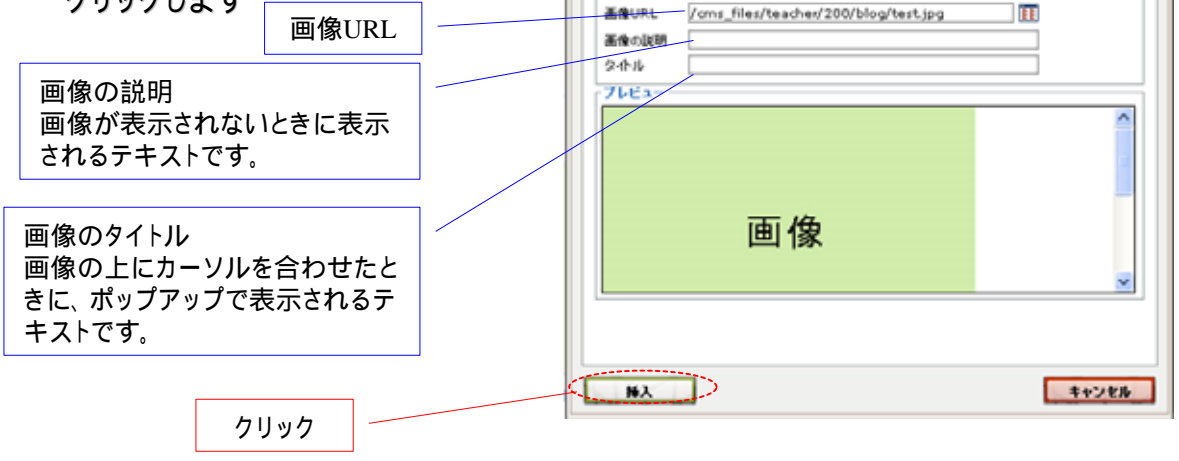 クリックします
画像URL
画像の説明
画像が表示されないときに表示
されるテキストです。
画像のタイトル
画像の上にカーソルを合わせたと
きに、ポップアップで表示されるテ
キストです。
クリック
画像URL /cms_files/teacher/200/blog/test.jpg
画像の説明
タイトル
プレビュー
画像
挿入
キャンセル